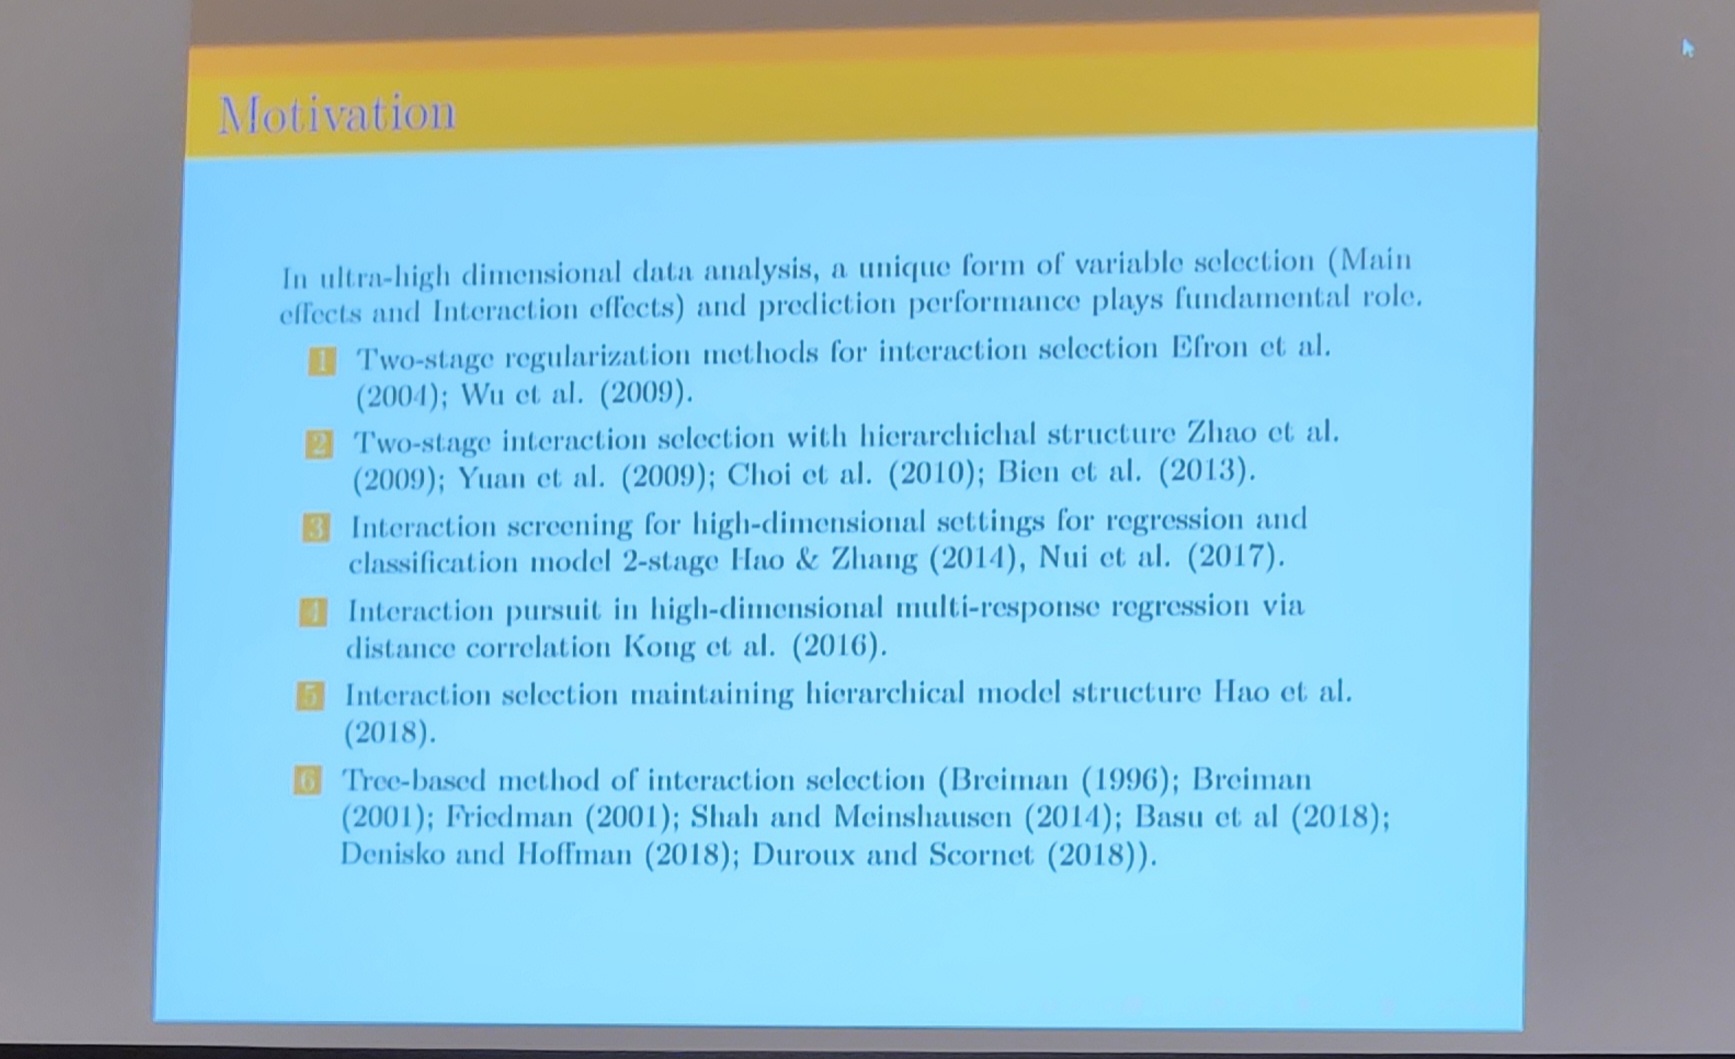 Motivation
In ultra-high dimensional data analysis, a unique form of variable selection (Main
effects and Interaction effects) and prediction performance plays fundamental role.
1 Two-stage regularization methods for interaction selection Efron et al.
(2004); Wu et al. (2009).
2 Two-stage interaction selection with hierarchichal structure Zhao et al.
(2009); Yuan et al. (2009); Choi et al. (2010); Bien et al. (2013).
3 Interaction screening for high-dimensional settings for regression and
classification model 2-stage Hao & Zhang (2014), Nui et al. (2017).
4 Interaction pursuit in high-dimensional multi-response regression via
distance correlation Kong et al. (2016).
5 Interaction selection maintaining hierarchical model structure Hao et al.
(2018).
6 Tree-based method of interaction selection (Breiman (1996); Breiman
(2001); Friedman (2001); Shah and Meinshausen (2014); Basu et al (2018);
Denisko and Hoffman (2018); Duroux and Scornet (2018)).